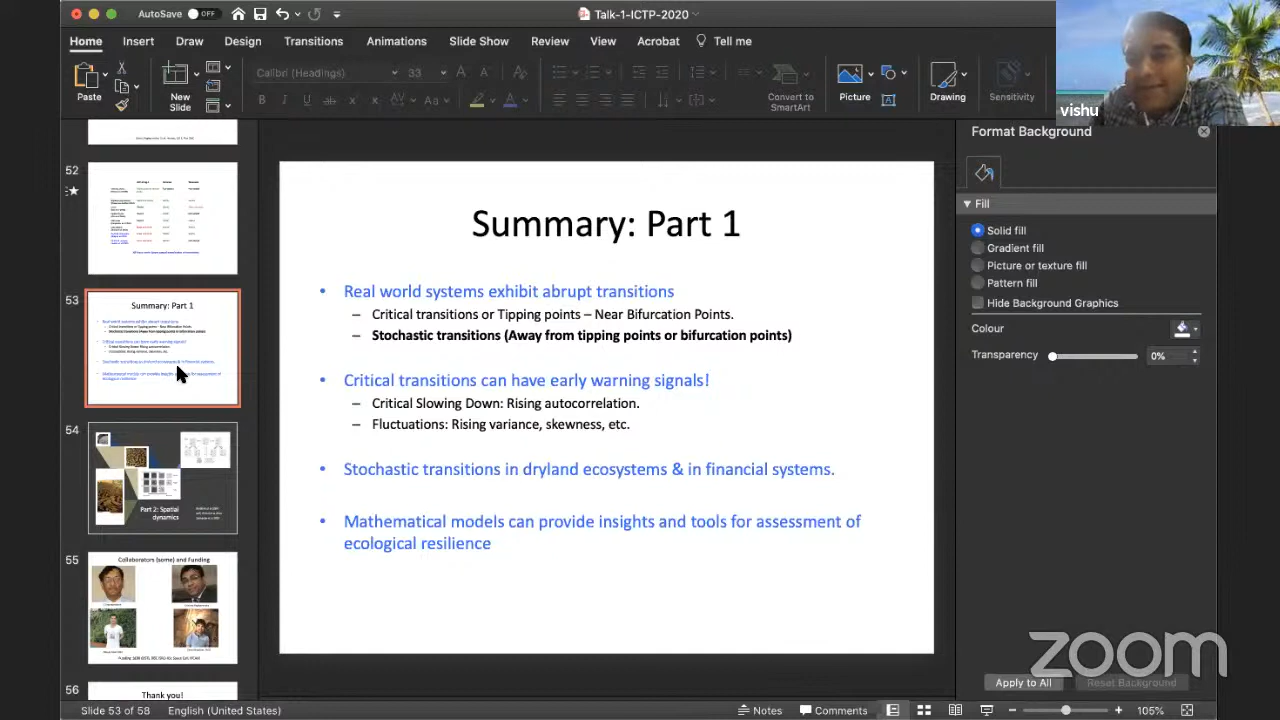 AutoSave OFF
Talk-1-ICTP-2020
Home Insert Draw Design Transitions Animations Slide Show Review View Acrobat Tell me
Paste
New Slide
Calibri (Headings) 33
Convert to SmartArt
Picture
Drawing
Sensitivity
vishu
Format Background
Fill
Solid fill
Gradient fill
Picture or texture fill
Pattern fill
Hide Background Graphics
Colour
Transparency 0%
Apply to All Reset Background
52
53
Summary: Part 1
54
Part 2: Spatial
dynamics
55
Collaborators (some) and Funding
56
Thank you!
Summary: Part 1
• Real world systems exhibit abrupt transitions
– Critical transitions or Tipping points – Near Bifurcation Points.
– Stochastic transitions (Away from tipping points or bifurcation points)
• Critical transitions can have early warning signals!
– Critical Slowing Down: Rising autocorrelation.
– Fluctuations: Rising variance, skewness, etc.
• Stochastic transitions in dryland ecosystems & in financial systems.
• Mathematical models can provide insights and tools for assessment of
ecological resilience
zoom
Slide 53 of 58 English (United States) Notes Comments 105%